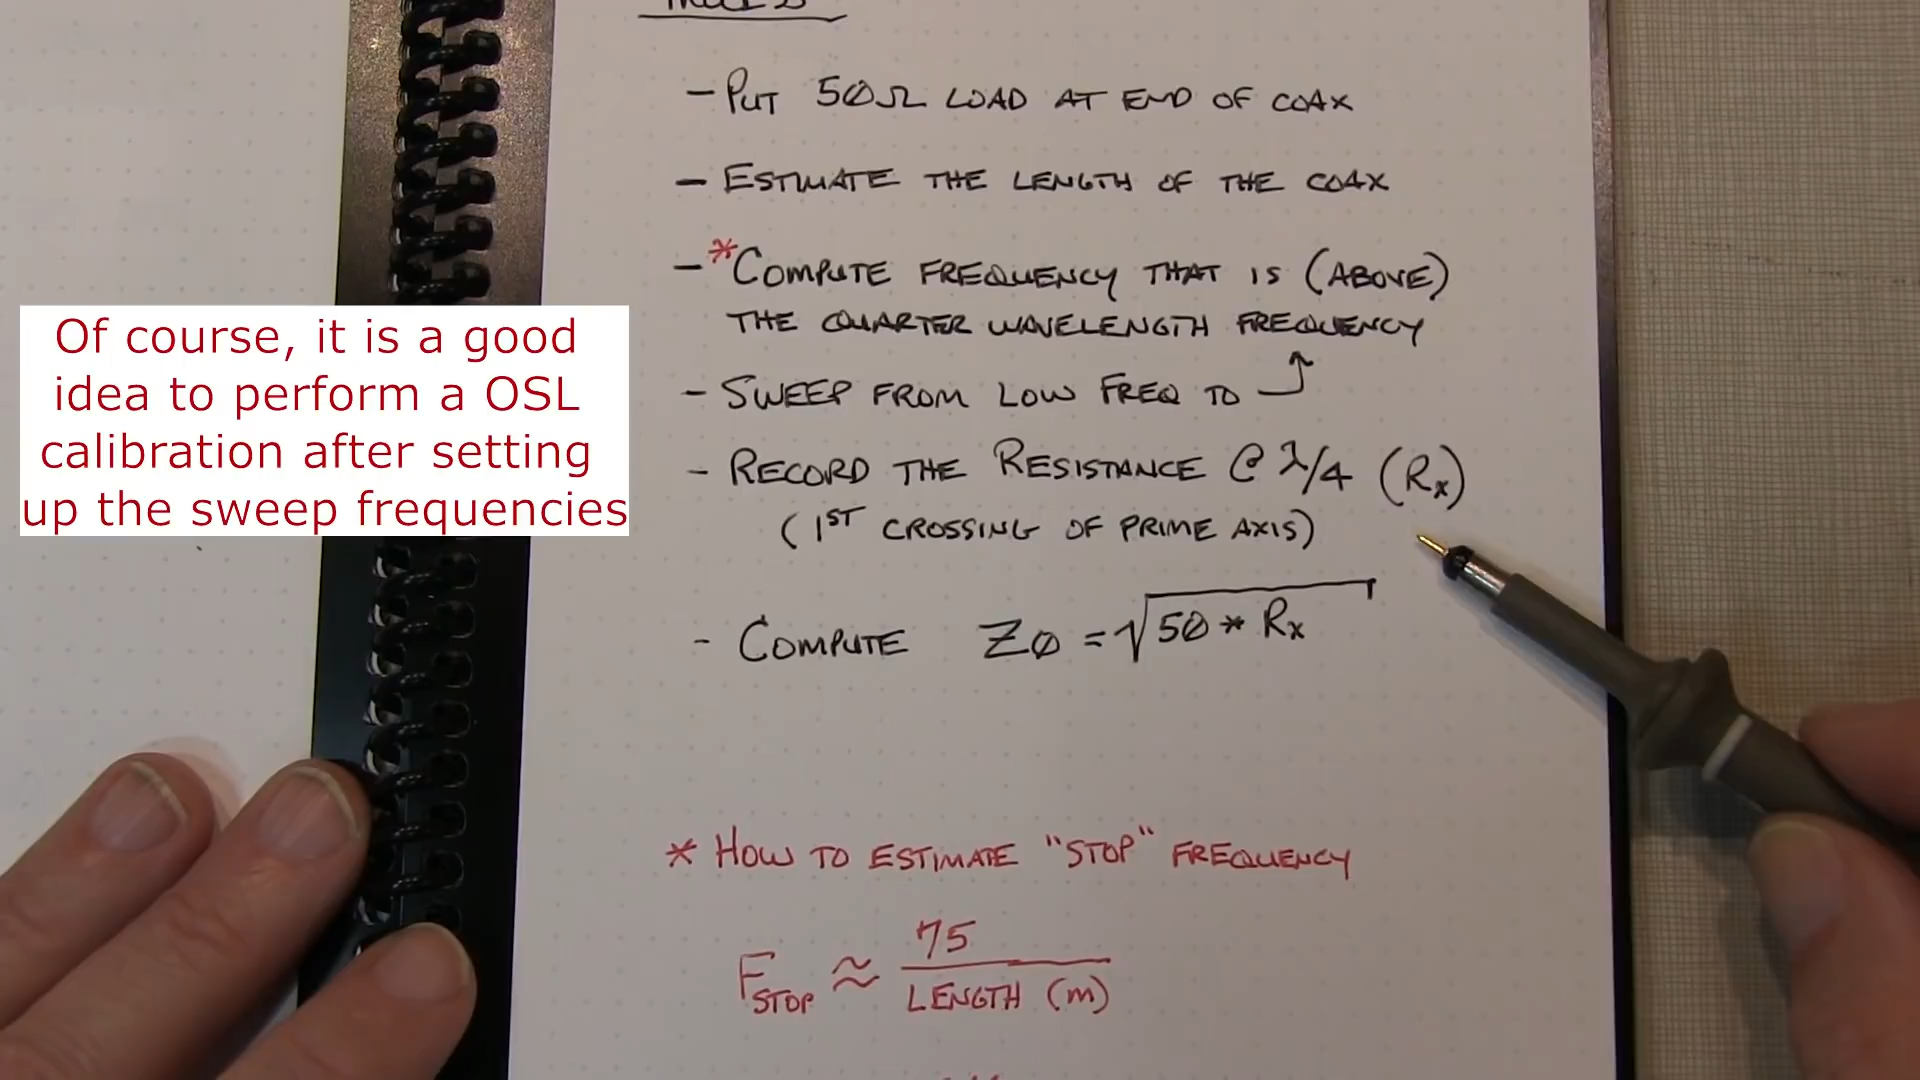 PROCESS
- PUT 50Ω LOAD AT END OF COAX
- ESTIMATE THE LENGTH OF THE COAX
- *COMPUTE FREQUENCY THAT IS (ABOVE)
THE QUARTER WAVELENGTH FREQUENCY
- SWEEP FROM LOW FREQ TO
- RECORD THE RESISTANCE @ λ/4 (Rx)
(1ST CROSSING OF PRIME AXIS)
- COMPUTE Z0 = √50 * Rx
* HOW TO ESTIMATE "STOP" FREQUENCY
FSTOP ≈ 75
LENGTH (m)
Of course, it is a good
idea to perform a OSL
calibration after setting
up the sweep frequencies